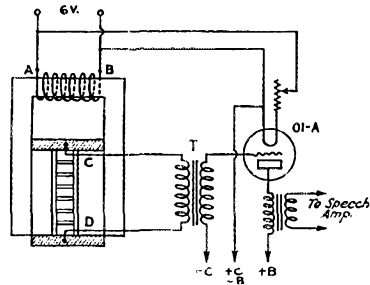 6V.
A B
01-A
T
C
D
To Speech
Amp.
-C +C +B
-B